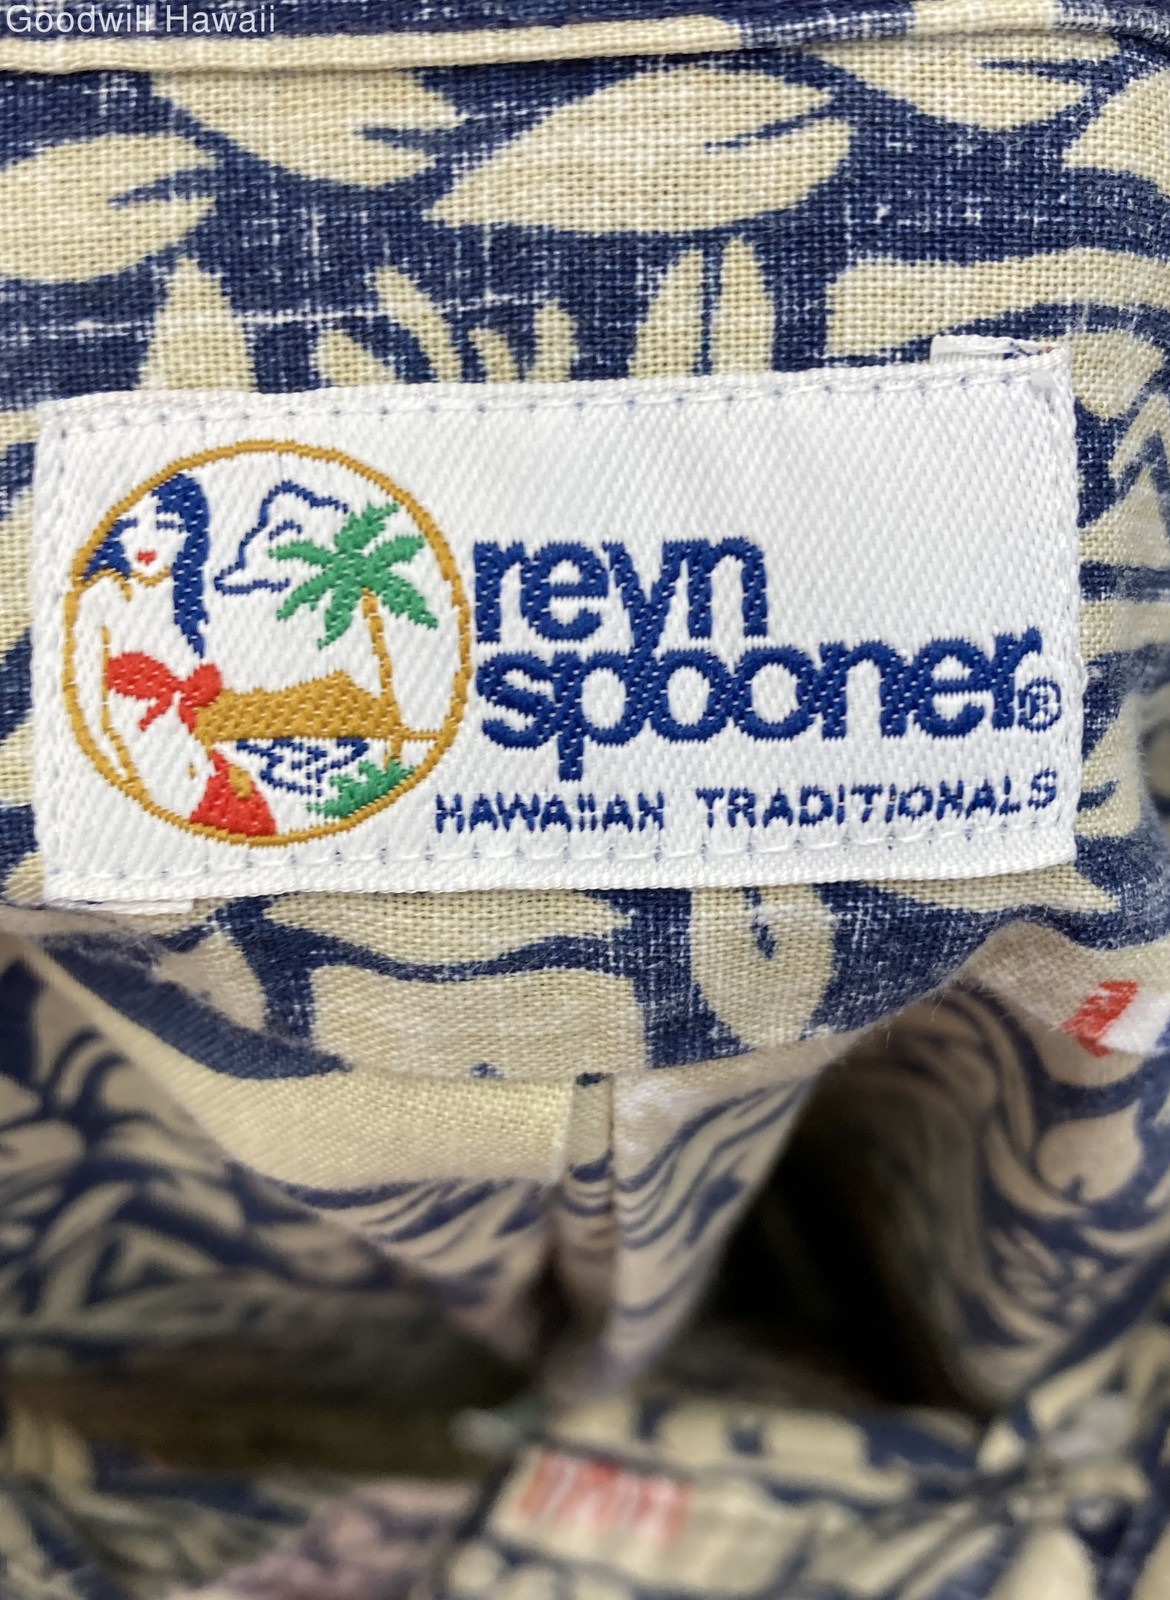 Goodwill Hawaii
reyn
spooner®
HAWAIIAN TRADITIONALS